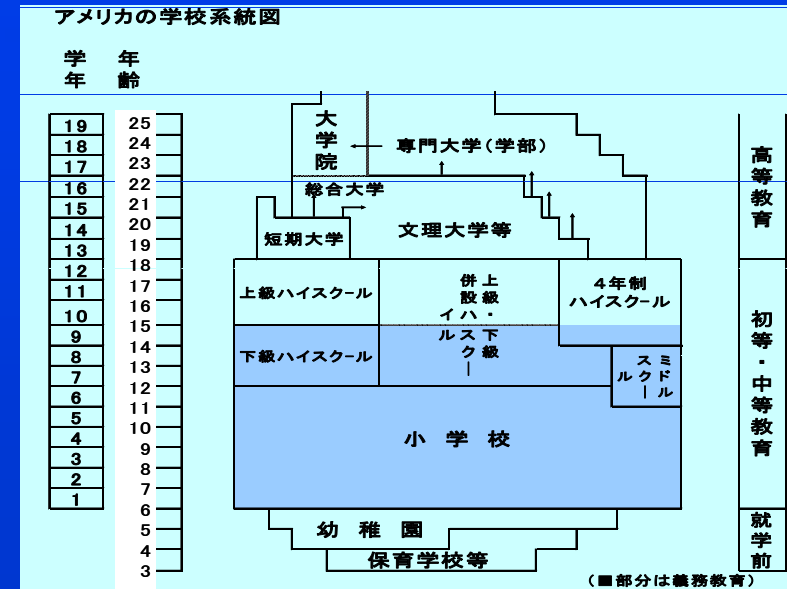 アメリカの学校系統図
学年
年齢
19
18
17
16
15
14
13
12
11
10
9
8
7
6
5
4
3
2
1
25
24
23
22
21
20
19
18
17
16
15
14
13
12
11
10
9
8
7
6
5
4
3
大学院
専門大学(学部)
総合大学
短期大学
文理大学等
上級ハイスクール
上級・
併設ハイ
下級
スクー
ル
4年制
ハイスクール
下級ハイスクール
ミドル
スクー
ル
小学校
幼稚園
保育学校等
高等教育
初等・中等教育
就学前
(■部分は義務教育)